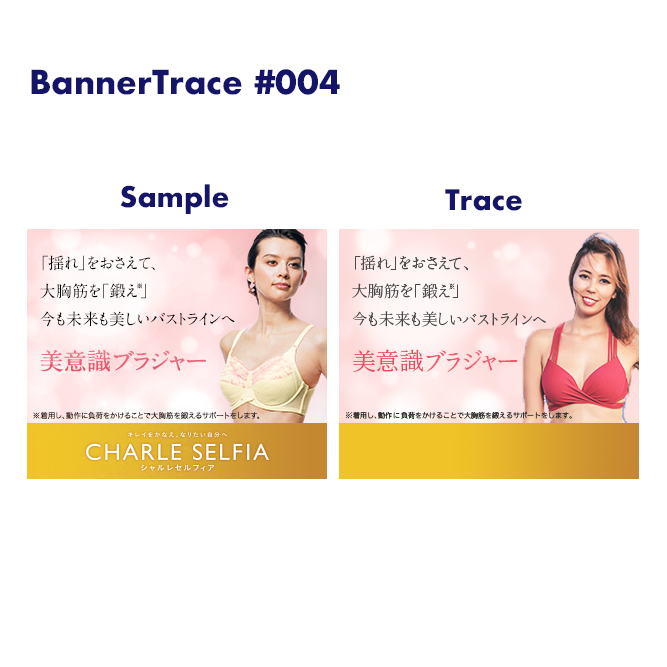 BannerTrace #004
Sample
「揺れ」をおさえて、
大胸筋を「鍛え※」
今も未来も美しいバストラインへ
美意識ブラジャー
※着用し、動作に負荷をかけることで大胸筋を鍛えるサポートをします。
キレイをかなえ、なりたい自分へ
CHARLE SELFIA
シャルレセルフィア
Trace
「揺れ」をおさえて、
大胸筋を「鍛え※」
今も未来も美しいバストラインへ
美意識ブラジャー
※着用し、動作に負荷をかけることで大胸筋を鍛えるサポートをします。